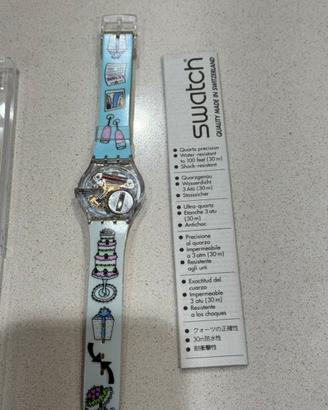 swatch
QUALITY MADE IN SWITZERLAND
• Quartz precision
• Water-resistant
to 100 feet (30 m)
• Shock-resistant
• Quarzgenau
• Wasserdicht
3 Atü (30 m)
• Stossicher
• Ultra-quartz
• Etanche 3 atu
(30 m)
• Antichoc
• Precisione
al quarzo
• Impermeabile
a 3 atm (30 m)
• Resistente
agli urti
• Exactitud del
cuarzo
• Impermeable
3 atu (30 m)
• Resistente
a los choques
• クォーツの正確性
• 30m防水性
• 耐衝撃性